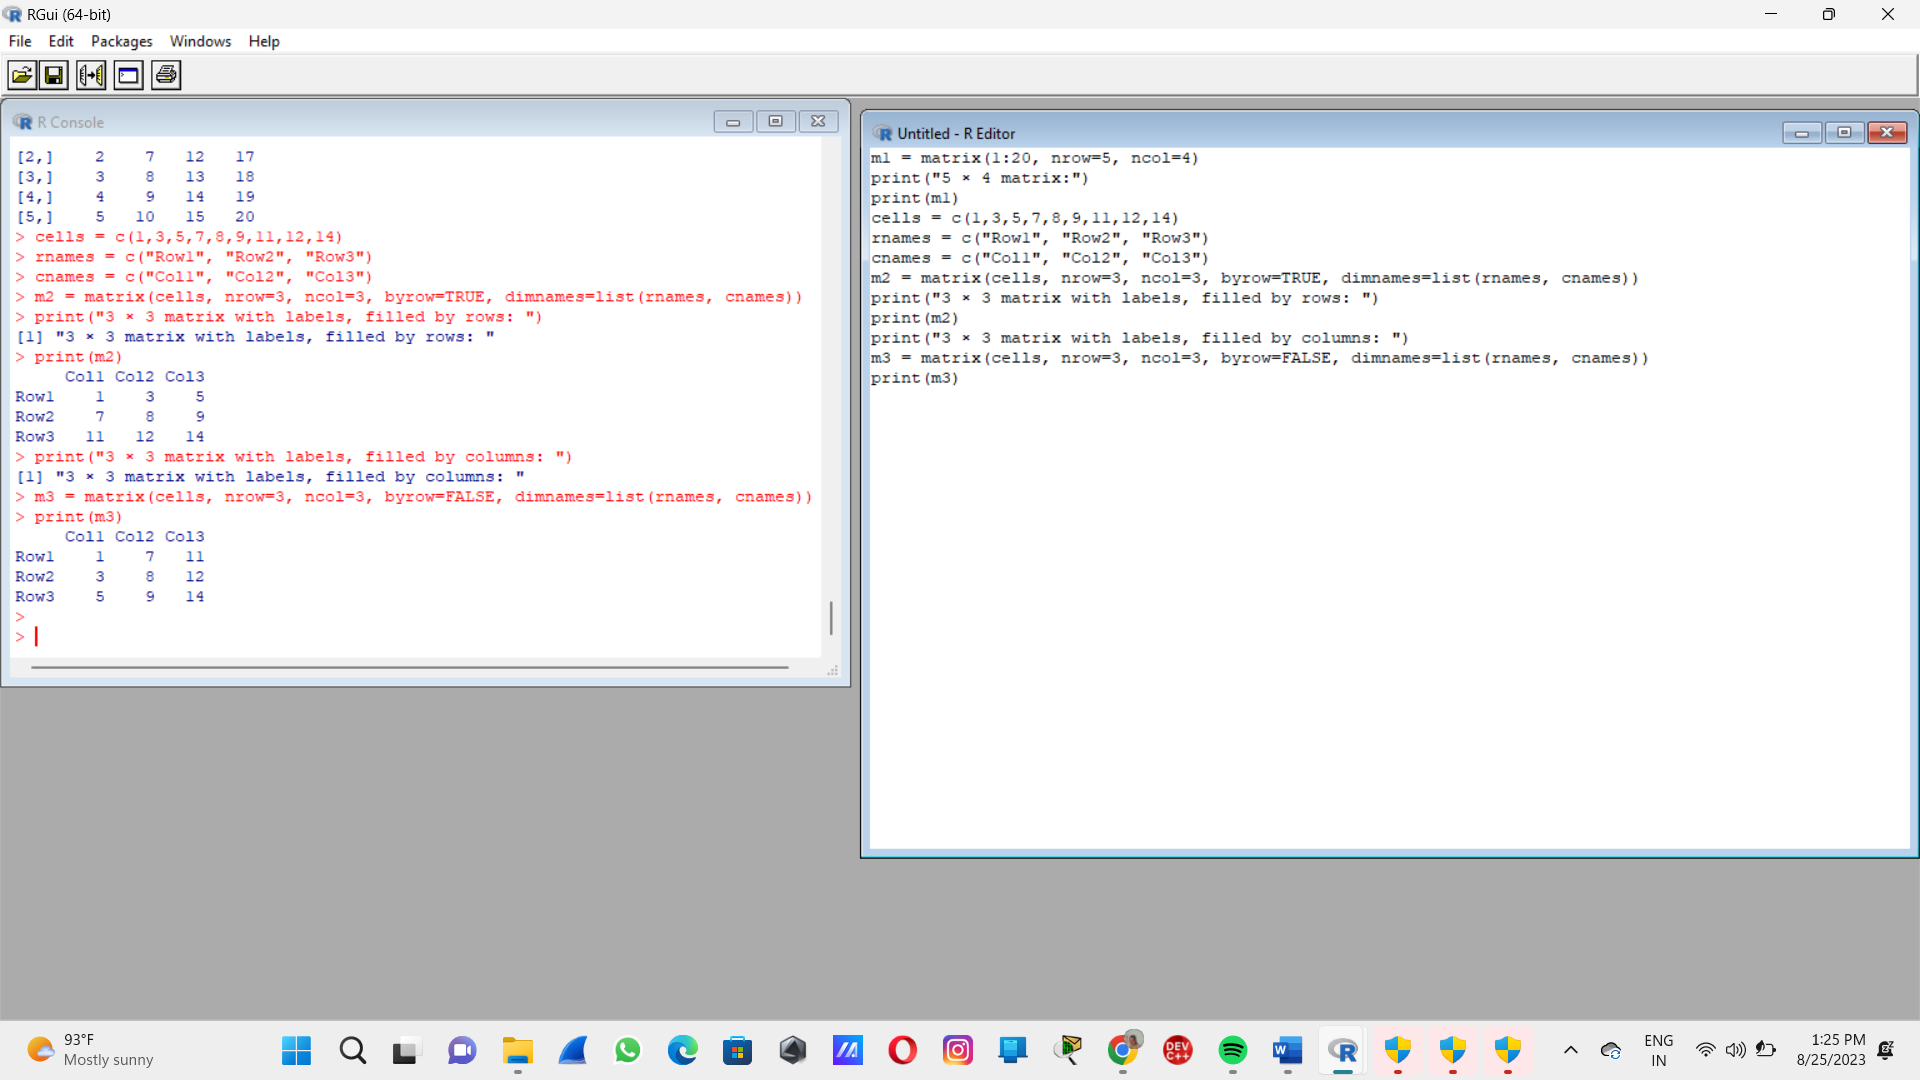 RGui (64-bit)
File Edit Packages Windows Help
R Console
[2,] 2 7 12 17
[3,] 3 8 13 18
[4,] 4 9 14 19
[5,] 5 10 15 20
> cells = c(1,3,5,7,8,9,11,12,14)
> rnames = c("Row1", "Row2", "Row3")
> cnames = c("Col1", "Col2", "Col3")
> m2 = matrix(cells, nrow=3, ncol=3, byrow=TRUE, dimnames=list(rnames, cnames))
> print("3 × 3 matrix with labels, filled by rows: ")
[1] "3 × 3 matrix with labels, filled by rows: "
> print(m2)
Col1 Col2 Col3
Row1 1 3 5
Row2 7 8 9
Row3 11 12 14
> print("3 × 3 matrix with labels, filled by columns: ")
[1] "3 × 3 matrix with labels, filled by columns: "
> m3 = matrix(cells, nrow=3, ncol=3, byrow=FALSE, dimnames=list(rnames, cnames))
> print(m3)
Col1 Col2 Col3
Row1 1 7 11
Row2 3 8 12
Row3 5 9 14
>
>
Untitled - R Editor
m1 = matrix(1:20, nrow=5, ncol=4)
print("5 × 4 matrix:")
print(m1)
cells = c(1,3,5,7,8,9,11,12,14)
rnames = c("Row1", "Row2", "Row3")
cnames = c("Col1", "Col2", "Col3")
m2 = matrix(cells, nrow=3, ncol=3, byrow=TRUE, dimnames=list(rnames, cnames))
print("3 × 3 matrix with labels, filled by rows: ")
print(m2)
print("3 × 3 matrix with labels, filled by columns: ")
m3 = matrix(cells, nrow=3, ncol=3, byrow=FALSE, dimnames=list(rnames, cnames))
print(m3)
93°F
Mostly sunny
DEV
C++
W
R
ENG
IN
1:25 PM
8/25/2023